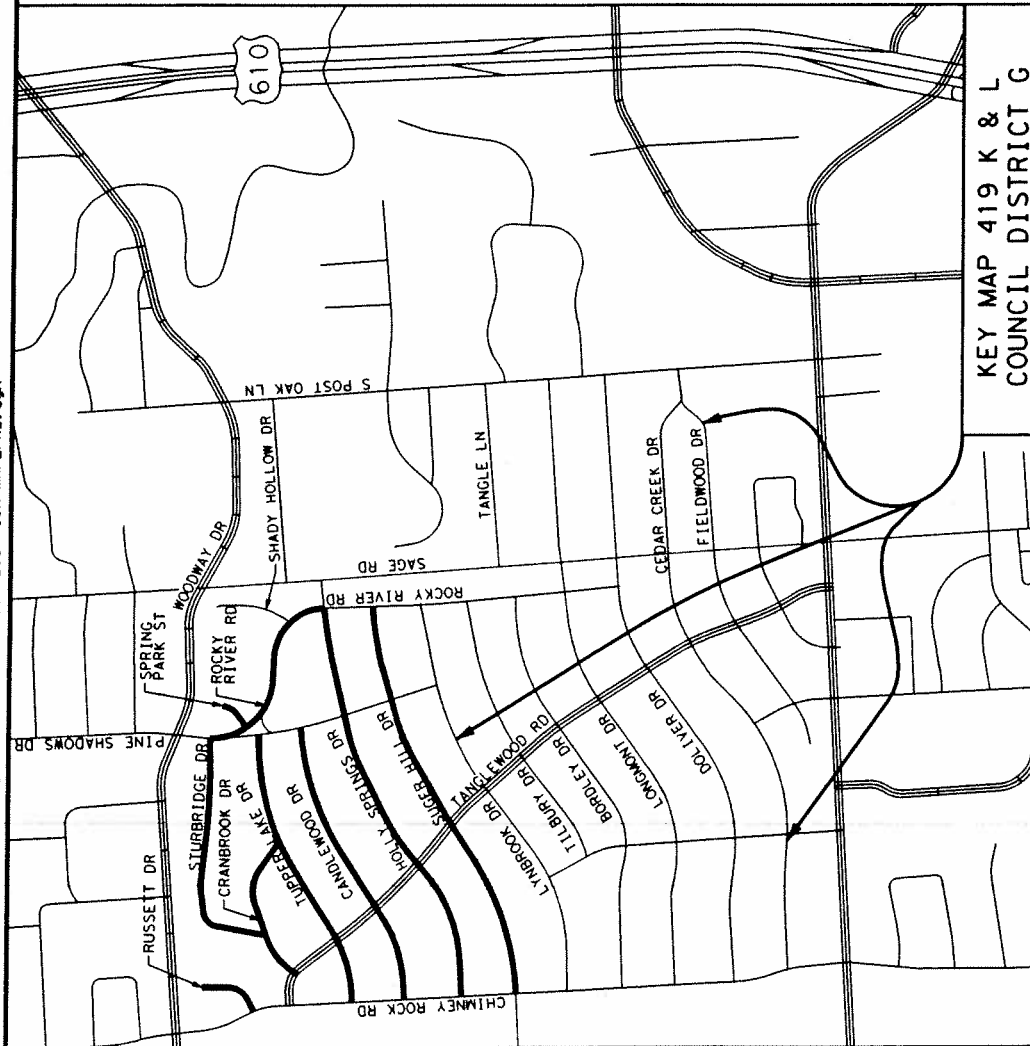 610
KEY MAP 419 K & L
COUNCIL DISTRICT G
S POST OAK LN
WOODWAY DR
SHADY HOLLOW DR
TANGLE LN
CEDAR CREEK DR
FIELDWOOD DR
SAGE RD
ROCKY RIVER RD
SPRING
PARK ST
ROCKY
RIVER RD
PINE SHADOWS DR
STURBRIDGE DR
CRANBROOK DR
TUPPER LAKE DR
CANDLEWOOD DR
HOLLY SPRINGS DR
SUGER HILL DR
TANGLEWOOD RD
LYNBROOK DR
TILBURY DR
BORDLEY DR
LONGMONT DR
DOLIVER DR
RUSSETT DR
CHIMNEY ROCK RD